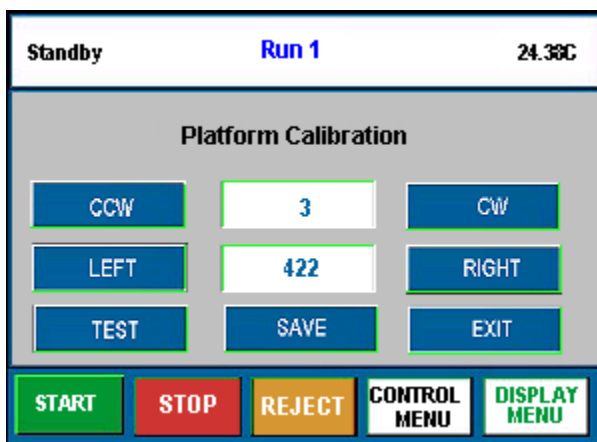 Standby Run 1 24.38C
Platform Calibration
CCW 3 CW
LEFT 422 RIGHT
TEST SAVE EXIT
START STOP REJECT CONTROL MENU DISPLAY MENU